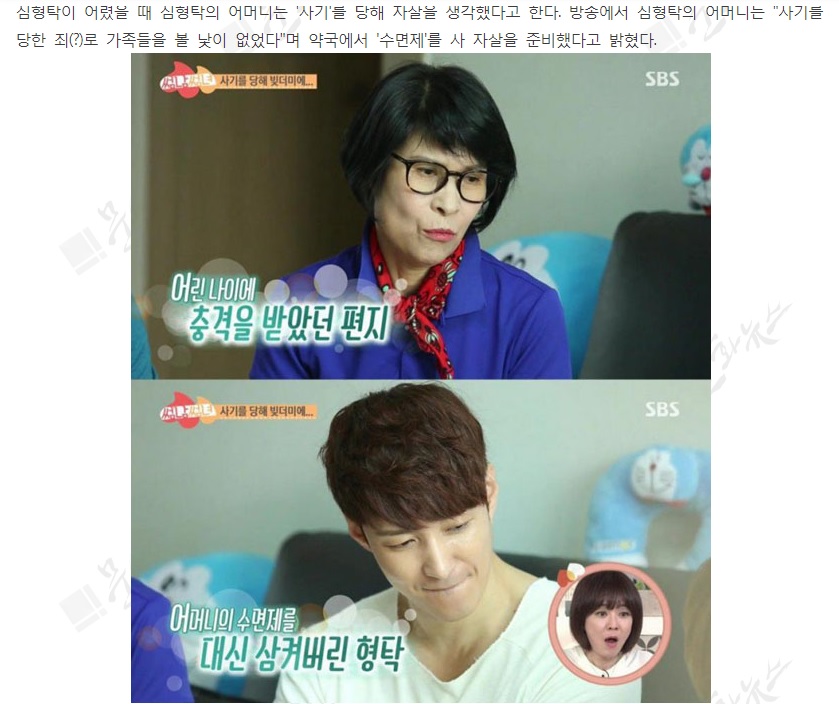 심형탁이 어렸을 때 심형탁의 어머니는 '사기'를 당해 자살을 생각했다고 한다. 방송에서 심형탁의 어머니는 "사기를
당한 죄(?)로 가족들을 볼 낯이 없었다"며 약국에서 '수면제'를 사 자살을 준비했다고 밝혔다.
사기를 당해 빚더미에...
SBS
어린 나이에
충격을 받았던 편지
사기를 당해 빚더미에...
SBS
어머니의 수면제를
대신 삼켜버린 형탁